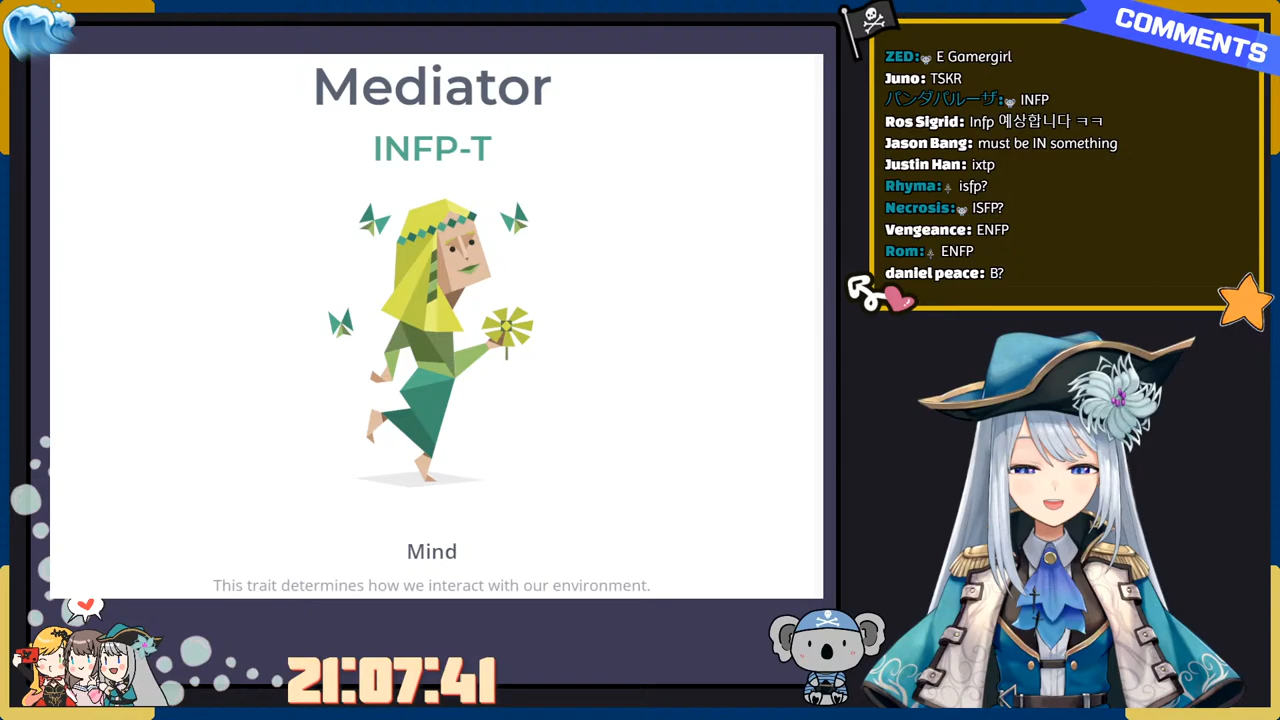 Mediator
INFP-T
Mind
This trait determines how we interact with our environment.
COMMENTS
ZED: E Gamergirl
Juno: TSKR
パンダパルーザ: INFP
Ros Sigrid: Infp 예상합니다 ㅋㅋ
Jason Bang: must be IN something
Justin Han: ixtp
Rhyma: isfp?
Necrosis: ISFP?
Vengeance: ENFP
Rom: ENFP
daniel peace: B?
21:07:41